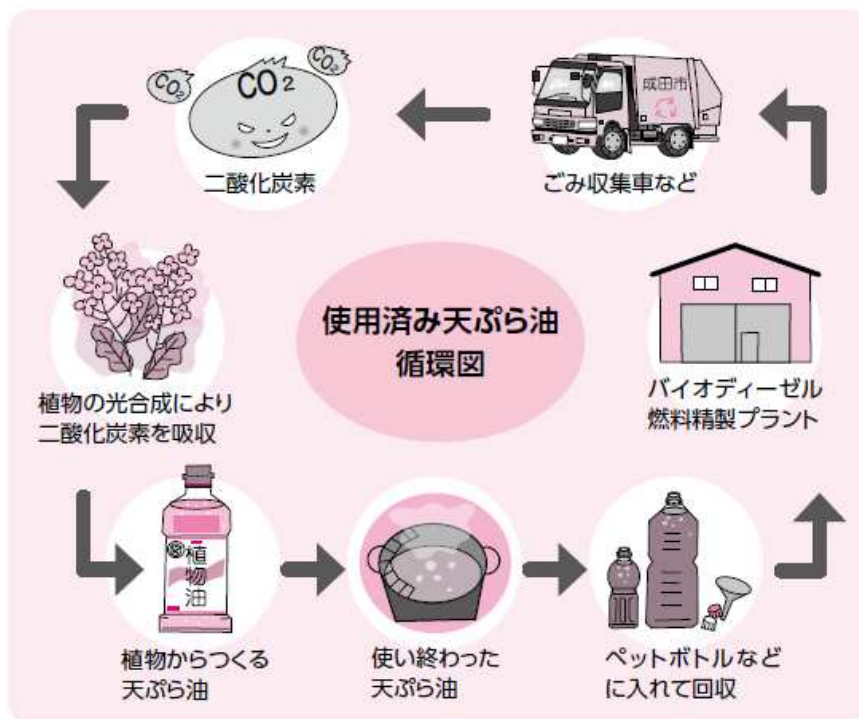 CO2
CO2
CO2
二酸化炭素
成田市
ごみ収集車など
植物の光合成により
二酸化炭素を吸収
使用済み天ぷら油
循環図
バイオディーゼル
燃料精製プラント
植物油
植物からつくる
天ぷら油
使い終わった
天ぷら油
ペットボトルなど
に入れて回収